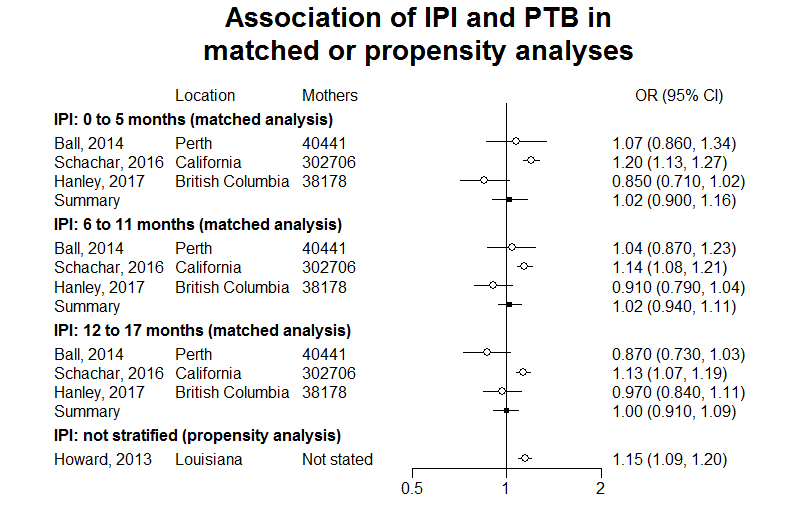 Association of IPI and PTB in
matched or propensity analyses
Location Mothers OR (95% CI)
IPI: 0 to 5 months (matched analysis)
Ball, 2014 Perth 40441 1.07 (0.860, 1.34)
Schachar, 2016 California 302706 1.20 (1.13, 1.27)
Hanley, 2017 British Columbia 38178 0.850 (0.710, 1.02)
Summary 1.02 (0.900, 1.16)
IPI: 6 to 11 months (matched analysis)
Ball, 2014 Perth 40441 1.04 (0.870, 1.23)
Schachar, 2016 California 302706 1.14 (1.08, 1.21)
Hanley, 2017 British Columbia 38178 0.910 (0.790, 1.04)
Summary 1.02 (0.940, 1.11)
IPI: 12 to 17 months (matched analysis)
Ball, 2014 Perth 40441 0.870 (0.730, 1.03)
Schachar, 2016 California 302706 1.13 (1.07, 1.19)
Hanley, 2017 British Columbia 38178 0.970 (0.840, 1.11)
Summary 1.00 (0.910, 1.09)
IPI: not stratified (propensity analysis)
Howard, 2013 Louisiana Not stated 1.15 (1.09, 1.20)
0.5 1 2